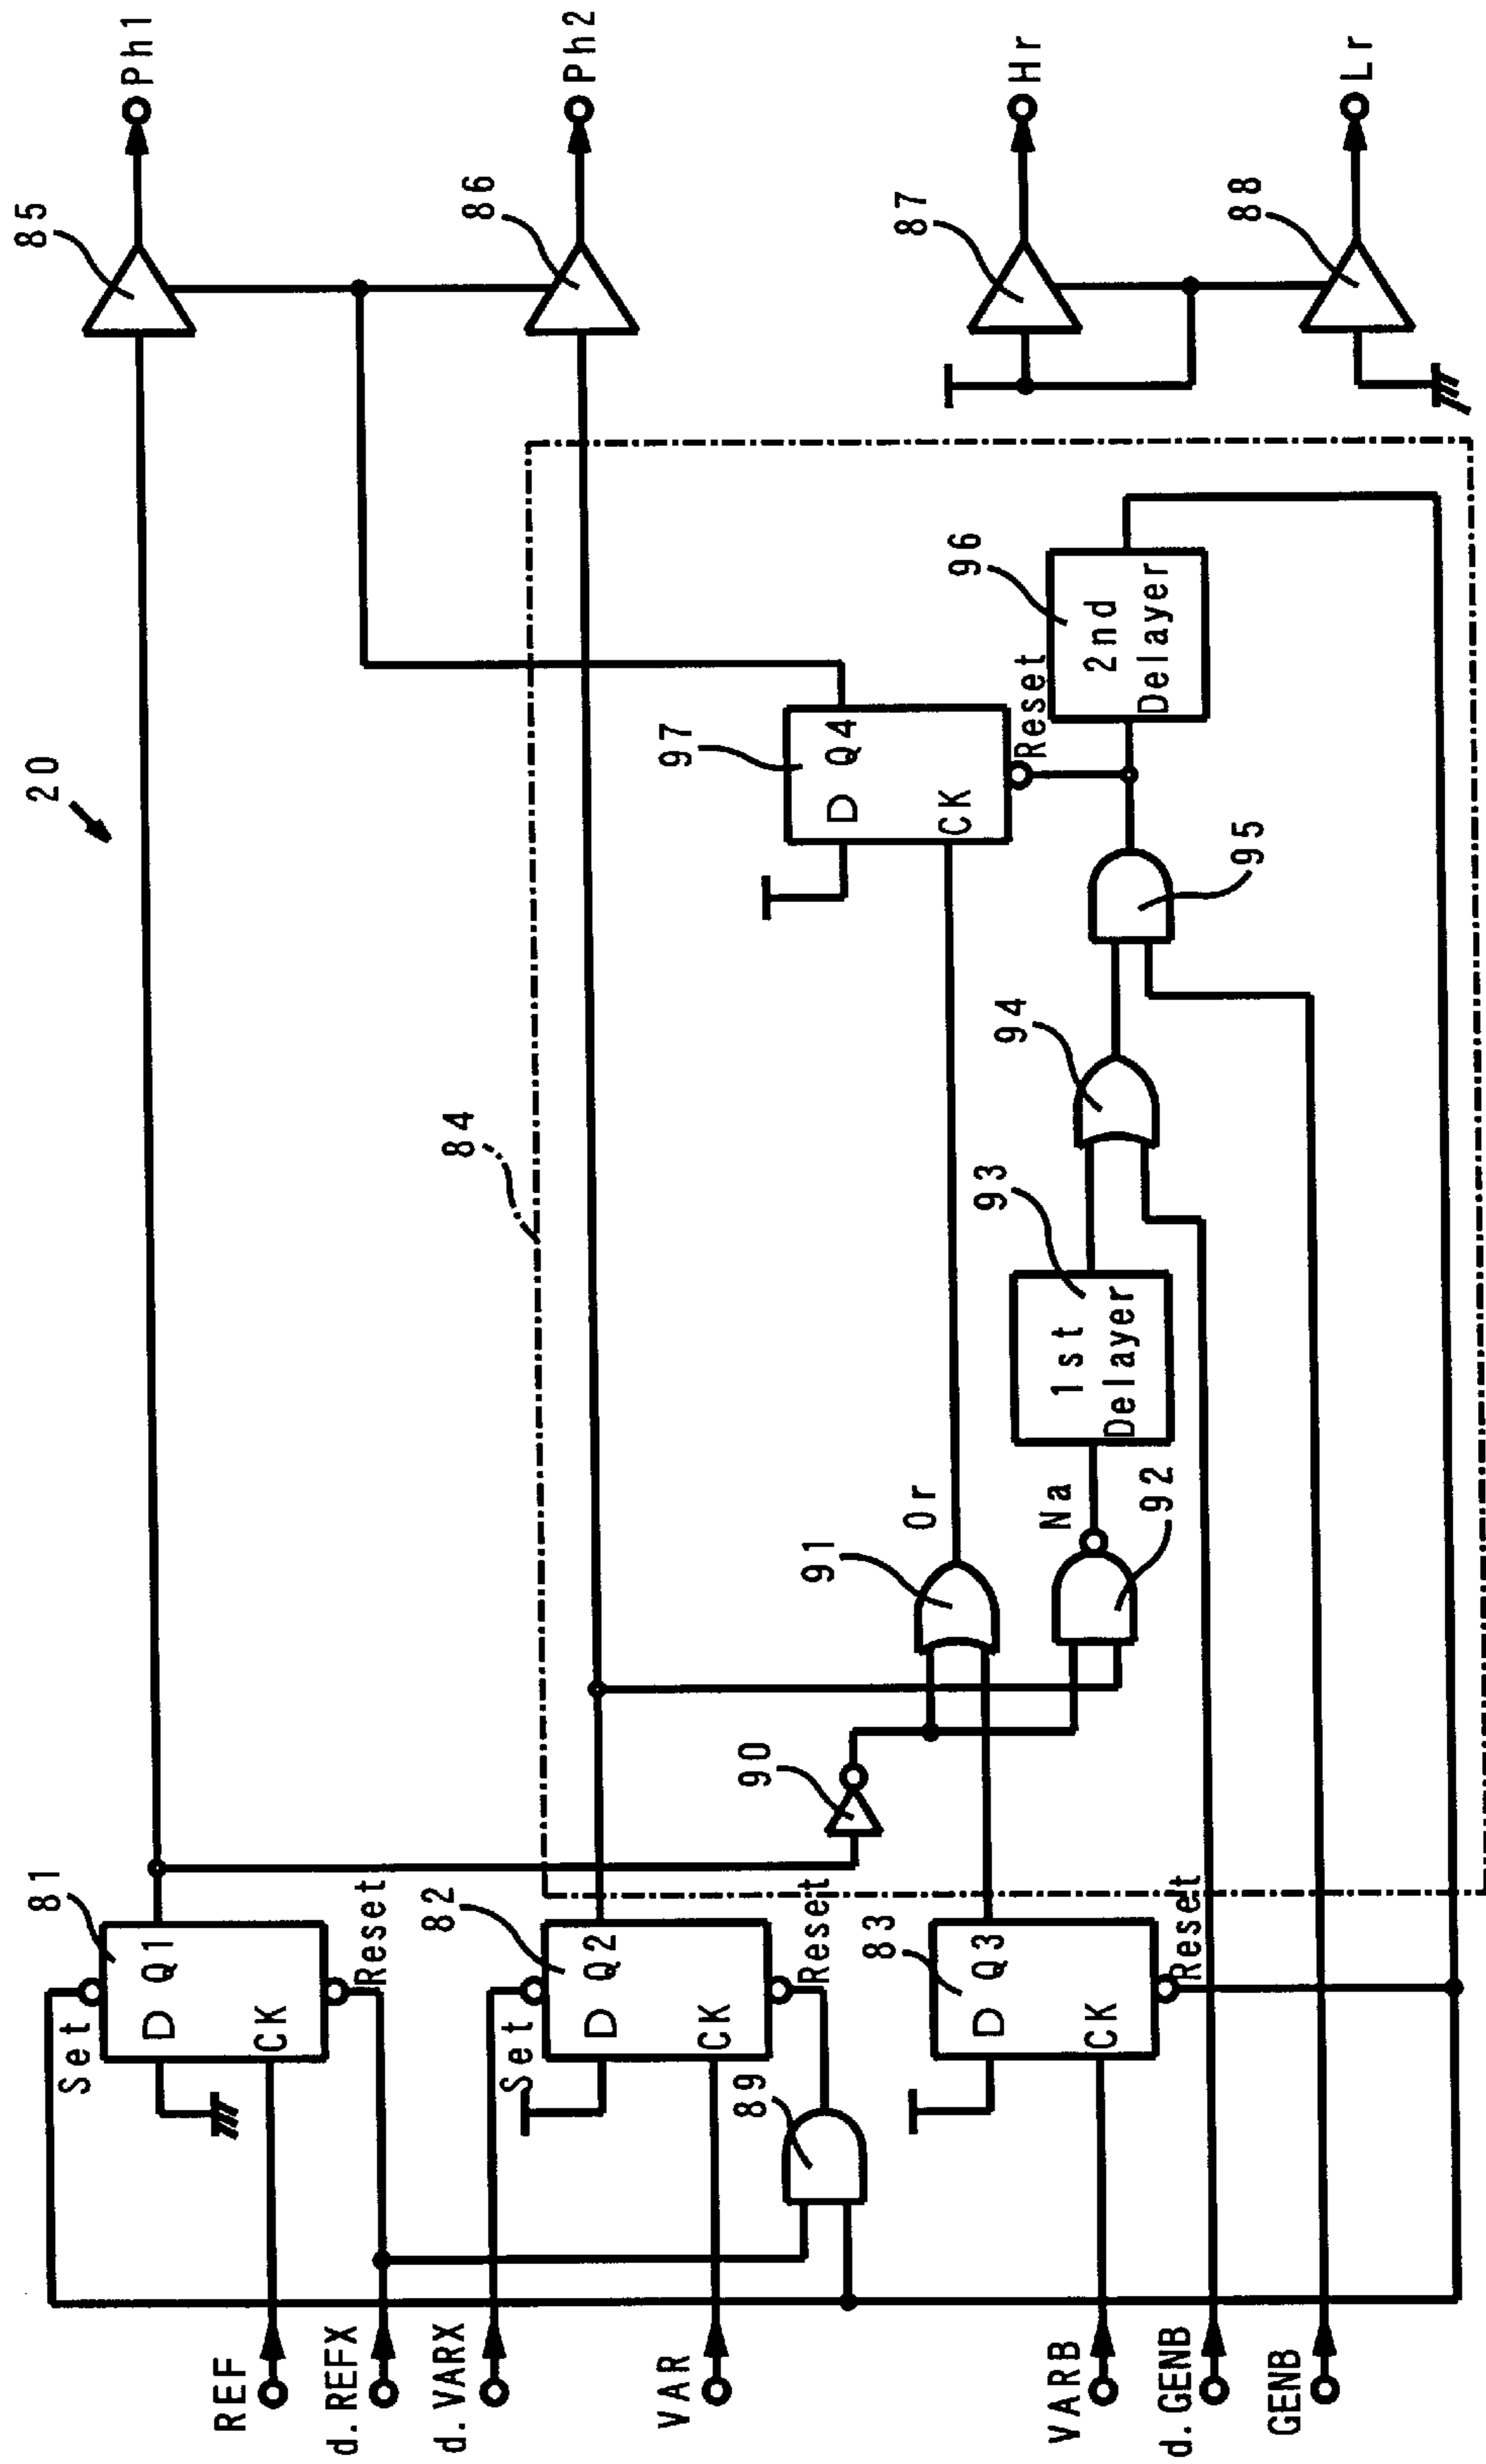 20
REF
d.REFX
d.VARX
VAR
VARB
d.GENB
GENB
Set
D Q1
CK
Reset
81
Set
D Q2
CK
Reset
82
89
D Q3
CK
Reset
83
84
90
91
Or
Na
92
1st
Delayer
93
94
95
D Q4
CK
Reset
97
2nd
Delayer
96
85
Ph1
86
Ph2
87
Hr
88
Lr